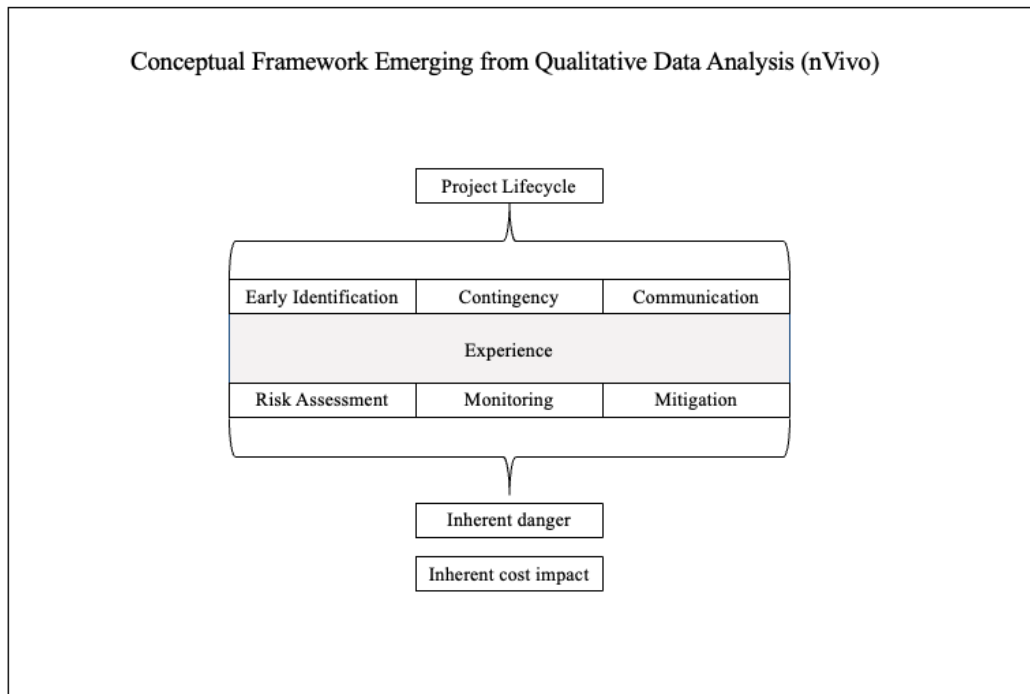 Conceptual Framework Emerging from Qualitative Data Analysis (nVivo)
Project Lifecycle
Early Identification
Contingency
Communication
Experience
Risk Assessment
Monitoring
Mitigation
Inherent danger
Inherent cost impact